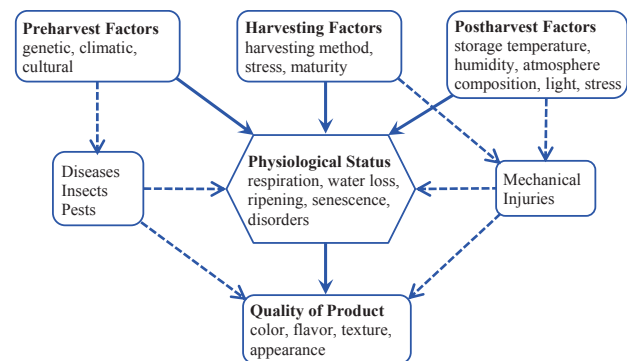 Preharvest Factors
genetic, climatic,
cultural
Harvesting Factors
harvesting method,
stress, maturity
Postharvest Factors
storage temperature,
humidity, atmosphere
composition, light, stress
Diseases
Insects
Pests
Physiological Status
respiration, water loss,
ripening, senescence,
disorders
Mechanical
Injuries
Quality of Product
color, flavor, texture,
appearance